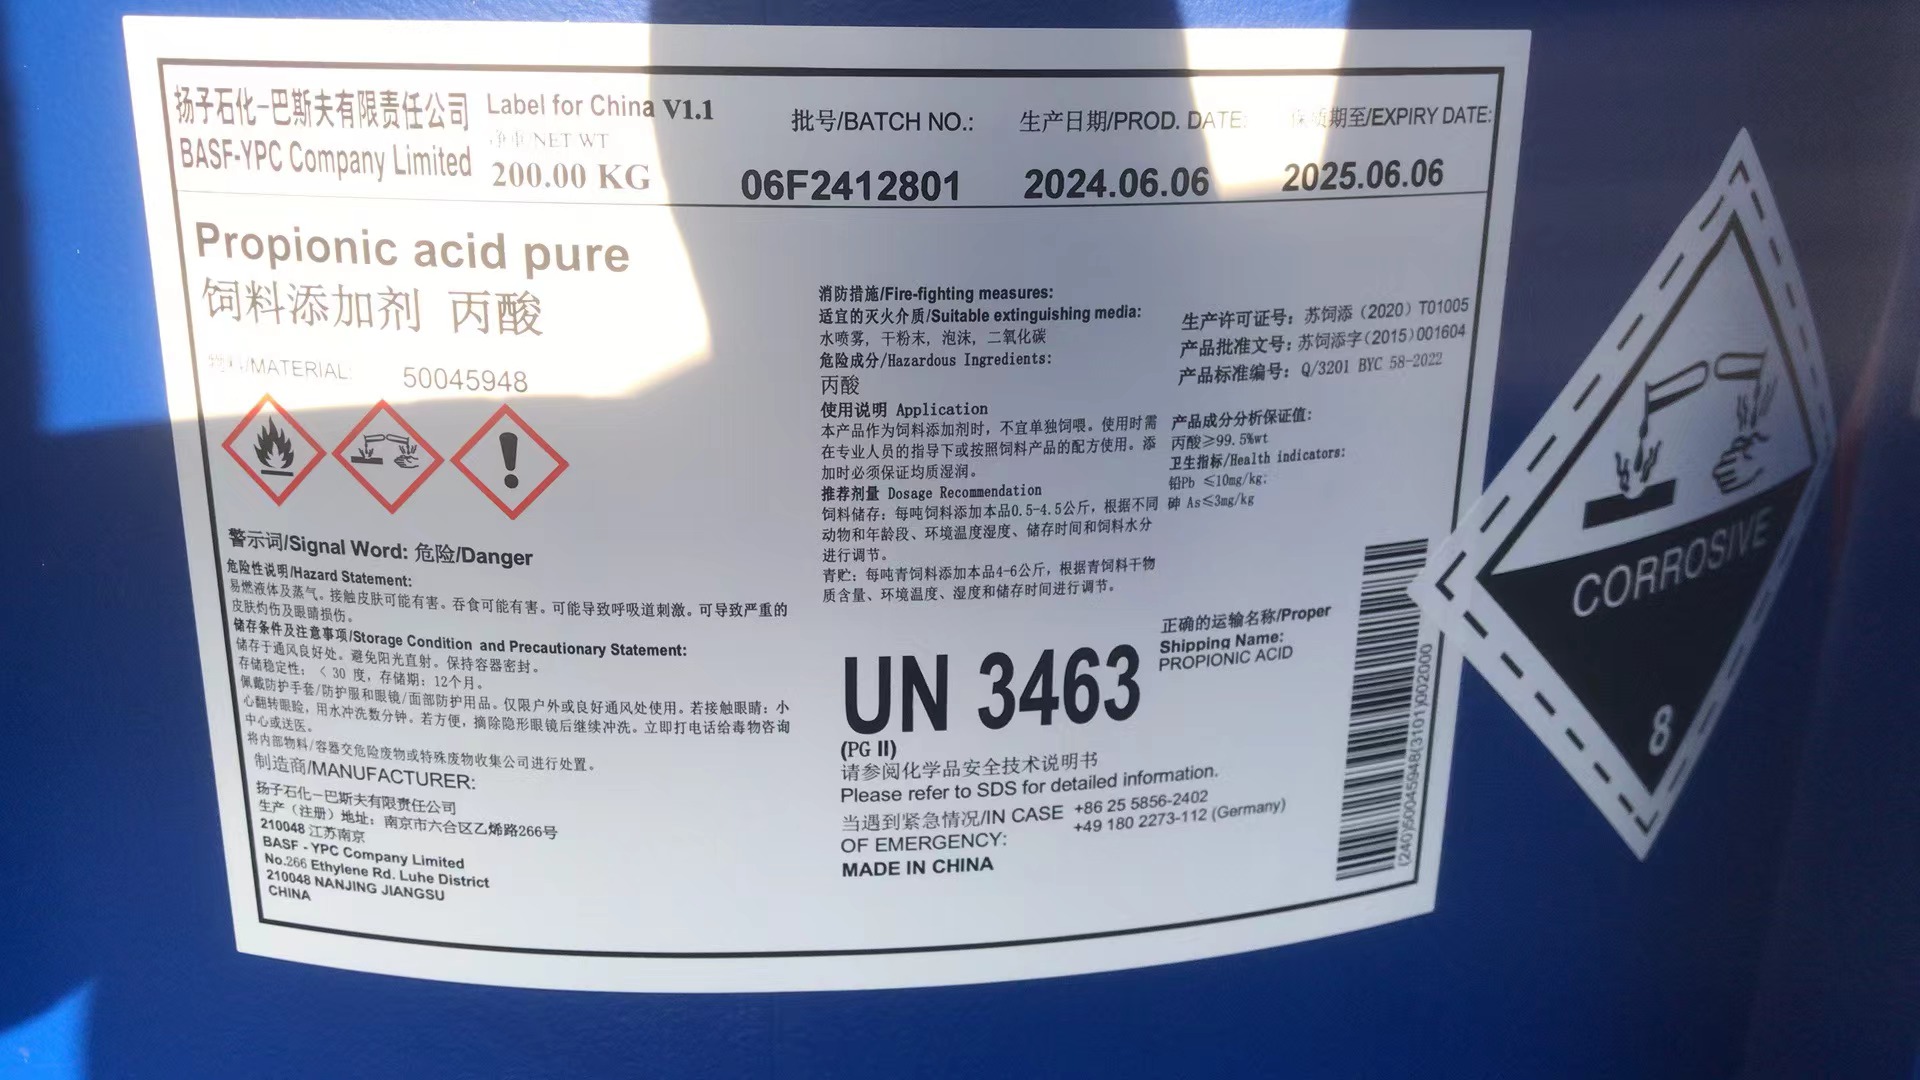 扬子石化-巴斯夫有限责任公司
BASF-YPC Company Limited
Label for China V1.1
净重/NET WT
200.00 KG
批号/BATCH NO.:
06F2412801
生产日期/PROD. DATE:
2024.06.06
保质期至/EXPIRY DATE:
2025.06.06
Propionic acid pure
饲料添加剂 丙酸
物料/MATERIAL:
50045948
警示词/Signal Word: 危险/Danger
危险性说明/Hazard Statement:
易燃液体及蒸气。接触皮肤可能有害。吞食可能有害。可能导致呼吸道刺激。可导致严重的
皮肤灼伤及眼睛损伤。
储存条件及注意事项/Storage Condition and Precautionary Statement:
储存于通风良好处。避免阳光直射。保持容器密封。
存储稳定性: <30 度, 存储期: 12个月。
佩戴防护手套/防护服和眼镜/面部防护用品。仅限户外或良好通风处使用。若接触眼睛: 小
心翻转眼睑, 用水冲洗数分钟。若方便, 摘除隐形眼镜后继续冲洗。立即打电话给毒物咨询
中心或送医。
将内部物料/容器交危险废物或特殊废物收集公司进行处置。
制造商/MANUFACTURER:
扬子石化-巴斯夫有限责任公司
生产(注册)地址: 南京市六合区乙烯路266号
210048 江苏南京
BASF - YPC Company Limited
No.266 Ethylene Rd. Luhe District
210048 NANJING JIANGSU
CHINA
消防措施/Fire-fighting measures:
适宜的灭火介质/Suitable extinguishing media:
水喷雾, 干粉末, 泡沫, 二氧化碳
危险成分/Hazardous Ingredients:
丙酸
使用说明 Application
本产品作为饲料添加剂时, 不宜单独饲喂。使用时需
在专业人员的指导下或按照饲料产品的配方使用。添
加时必须保证均质湿润。
推荐剂量 Dosage Recommendation
饲料储存: 每吨饲料添加本品0.5-4.5公斤, 根据不同
动物和年龄段、环境温度湿度、储存时间和饲料水分
进行调节。
青贮: 每吨青饲料添加本品4-6公斤, 根据青饲料干物
质含量、环境温度、湿度和储存时间进行调节。
生产许可证号: 苏饲添(2020)T01005
产品批准文号: 苏饲添字(2015)001604
产品标准编号: Q/3201 BYC 58-2022
产品成分分析保证值:
丙酸≥99.5%wt
卫生指标/Health indicators:
铅Pb ≤10mg/kg;
砷 As≤3mg/kg
UN 3463
(PG II)
正确的运输名称/Proper
Shipping Name:
PROPIONIC ACID
请参阅化学品安全技术说明书
Please refer to SDS for detailed information.
当遇到紧急情况/IN CASE
OF EMERGENCY:
+86 25 5856-2402
+49 180 2273-112 (Germany)
MADE IN CHINA
(240)50045948(3101)002000
CORROSIVE
8